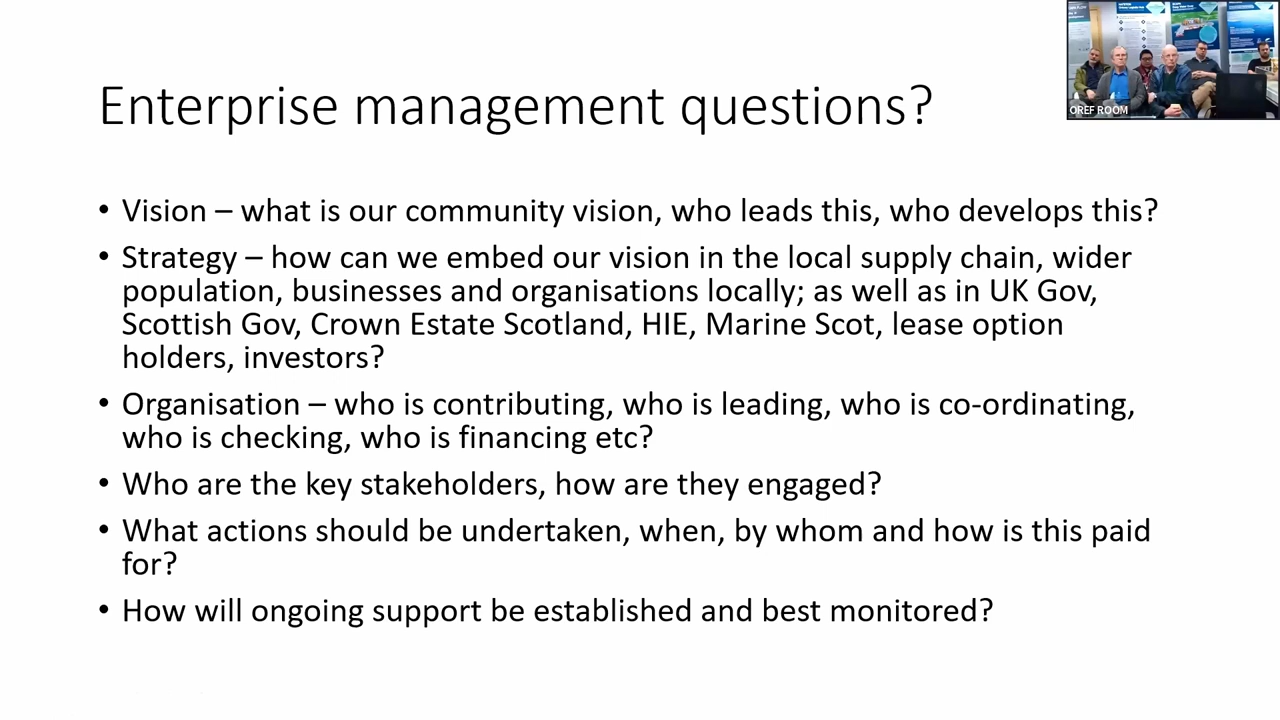 Enterprise management questions?
OREF ROOM
• Vision – what is our community vision, who leads this, who develops this?
• Strategy – how can we embed our vision in the local supply chain, wider
population, businesses and organisations locally; as well as in UK Gov,
Scottish Gov, Crown Estate Scotland, HIE, Marine Scot, lease option
holders, investors?
• Organisation – who is contributing, who is leading, who is co-ordinating,
who is checking, who is financing etc?
• Who are the key stakeholders, how are they engaged?
• What actions should be undertaken, when, by whom and how is this paid
for?
• How will ongoing support be established and best monitored?